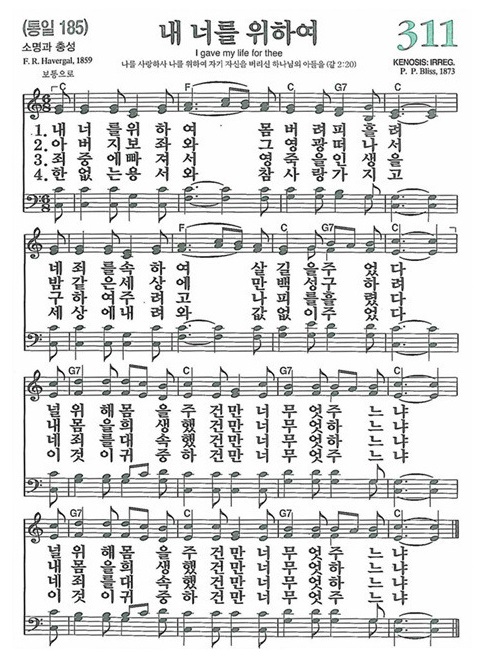 (통일 185)
소명과 충성
F. R. Havergal, 1859
보통으로
내 너를 위하여
I gave my life for thee
나를 사랑하사 나를 위하여 자기 자신을 버리신 하나님의 아들을 (갈 2:20)
311
KENOSIS: IRREG.
P. P. Bliss, 1873
C F C G7 C
1. 내 너 를 위 하 여 몸 버 려 피 흘 려
2. 아 버 지 보 좌 와 그 영 광 떠 나 서
3. 죄 중 에 빠 져 서 영 죽 을 인 생 을
4. 한 없 는 용 서 와 참 사 랑 가 지 고
C F C G7 C
네 죄 를 속 하 여 살 길 을 주 었 다
밤 같 은 세 상 에 만 백 성 구 하 려
구 하 여 주 려 고 나 피 를 흘 렸 다
세 상 에 내 려 와 값 없 이 주 었 다
G7 C G7 C
널 위 해 몸 을 주 건 만 너 무 엇 주 느 냐
내 몸 을 희 생 했 건 만 너 무 엇 하 느 냐
네 죄 를 대 속 했 건 만 너 무 엇 하 느 냐
이 것 이 귀 중 하 건 만 너 무 엇 하 느 냐
G7 C G7 C
널 위 해 몸 을 주 건 만 너 무 엇 주 느 냐
내 몸 을 희 생 했 건 만 너 무 엇 하 느 냐
네 죄 를 대 속 했 건 만 너 무 엇 하 느 냐
이 것 이 귀 중 하 건 만 너 무 엇 하 느 냐